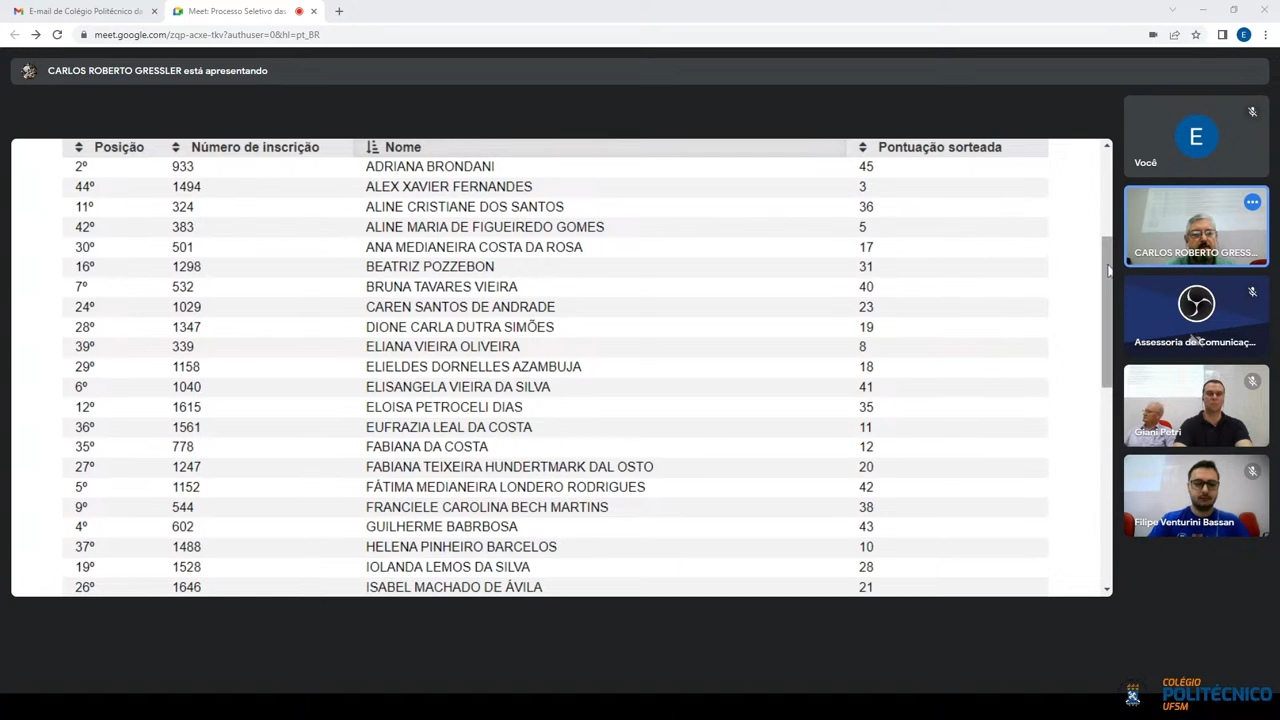 E-mail de Colégio Politécnico da
Meet: Processo Seletivo das
meet.google.com/zqp-acxe-tkv?authuser=0&hl=pt_BR
E
CARLOS ROBERTO GRESSLER está apresentando
Posição Número de inscrição Nome Pontuação sorteada
2º 933 ADRIANA BRONDANI 45
44º 1494 ALEX XAVIER FERNANDES 3
11º 324 ALINE CRISTIANE DOS SANTOS 36
42º 383 ALINE MARIA DE FIGUEIREDO GOMES 5
30º 501 ANA MEDIANEIRA COSTA DA ROSA 17
16º 1298 BEATRIZ POZZEBON 31
7º 532 BRUNA TAVARES VIEIRA 40
24º 1029 CAREN SANTOS DE ANDRADE 23
28º 1347 DIONE CARLA DUTRA SIMÕES 19
39º 339 ELIANA VIEIRA OLIVEIRA 8
29º 1158 ELIELDES DORNELLES AZAMBUJA 18
6º 1040 ELISANGELA VIEIRA DA SILVA 41
12º 1615 ELOISA PETROCELI DIAS 35
36º 1561 EUFRAZIA LEAL DA COSTA 11
35º 778 FABIANA DA COSTA 12
27º 1247 FABIANA TEIXEIRA HUNDERTMARK DAL OSTO 20
5º 1152 FÁTIMA MEDIANEIRA LONDERO RODRIGUES 42
9º 544 FRANCIELE CAROLINA BECH MARTINS 38
4º 602 GUILHERME BABRBOSA 43
37º 1488 HELENA PINHEIRO BARCELOS 10
19º 1528 IOLANDA LEMOS DA SILVA 28
26º 1646 ISABEL MACHADO DE ÁVILA 21
E
Você
CARLOS ROBERTO GRESS...
Assessoria de Comunicaç...
Giani Petri
Filipe Venturini Bassan
COLÉGIO
POLITÉCNICO
UFSM